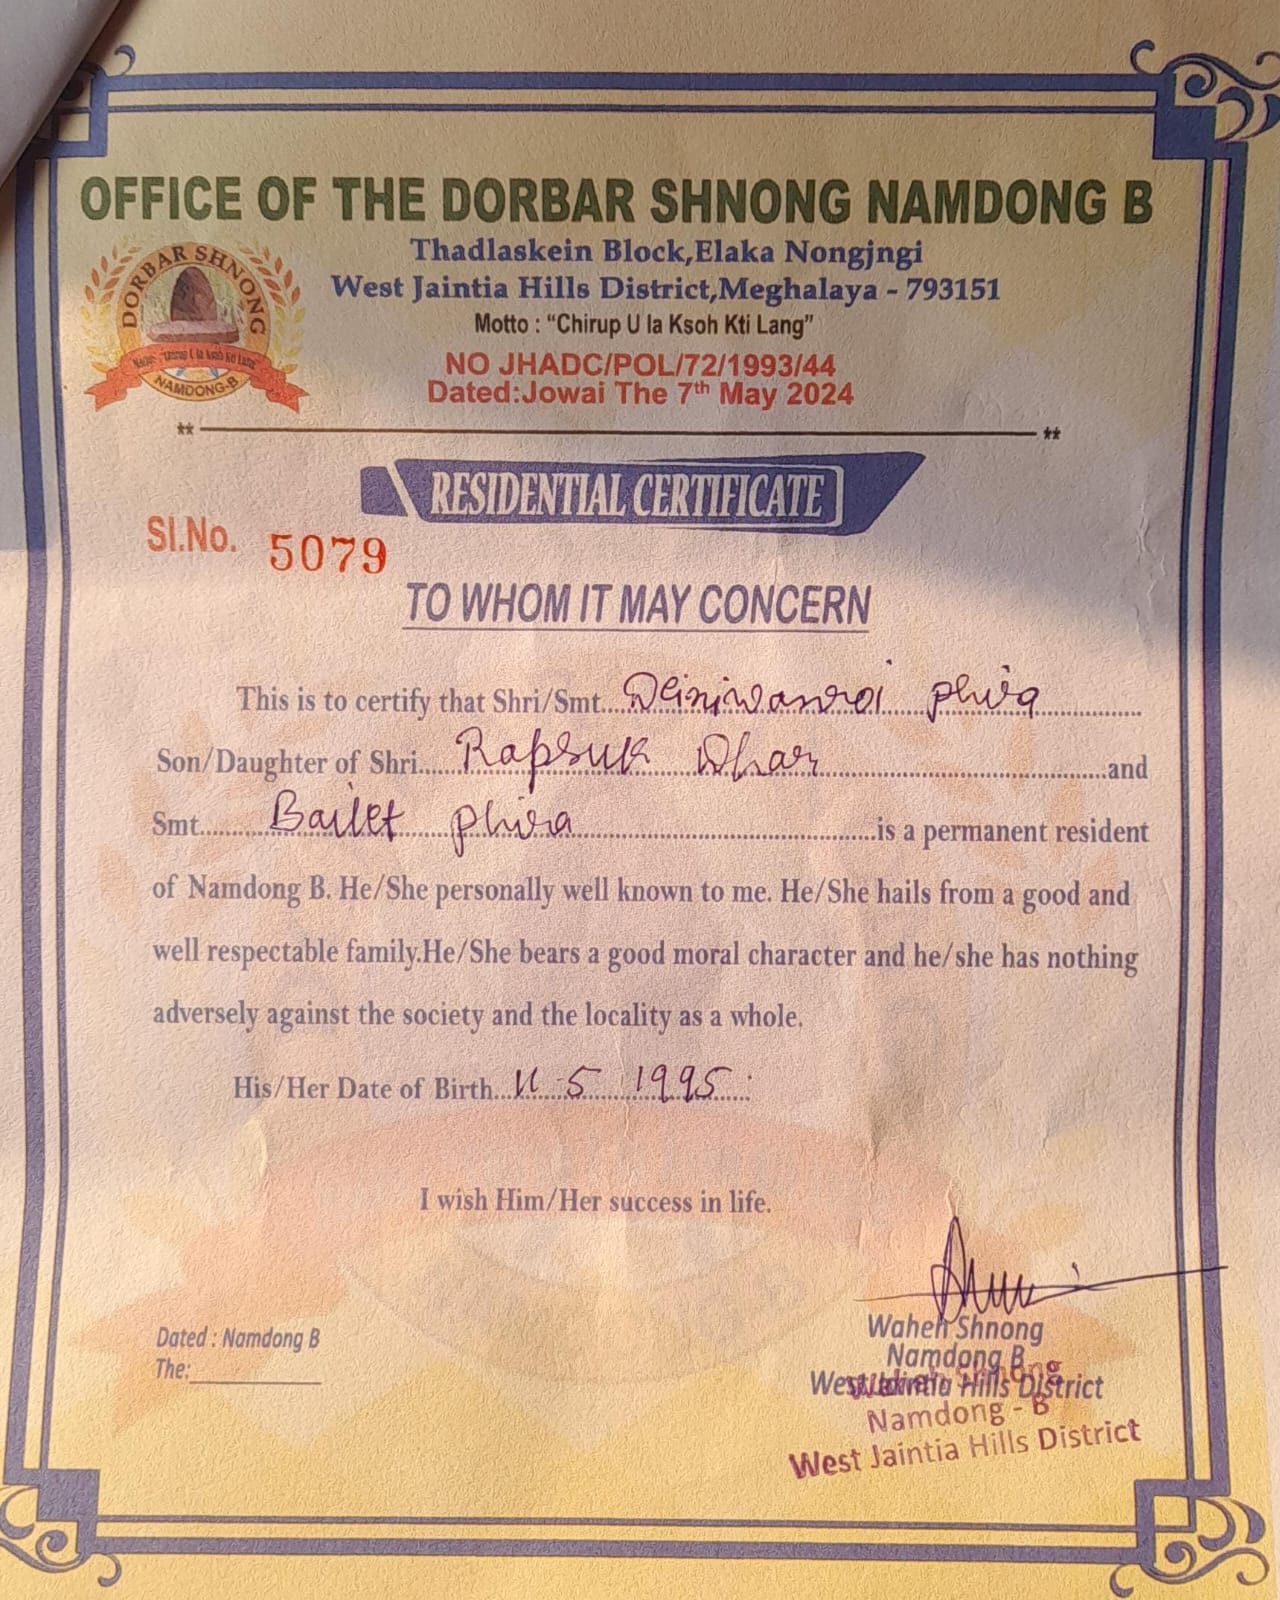 OFFICE OF THE DORBAR SHNONG NAMDONG B
Thadlaskein Block,Elaka Nongjngi
West Jaintia Hills District,Meghalaya - 793151
Motto : "Chirup U Ia Ksoh Kti Lang"
NO JHADC/POL/72/1993/44
Dated:Jowai The 7th May 2024
DORBAR SHNONG
NAMDONG-B
** **
RESIDENTIAL CERTIFICATE
Sl.No. 5079
TO WHOM IT MAY CONCERN
This is to certify that Shri/Smt... phira
Son/Daughter of Shri.... Rapsuk Dhar ....and
Smt.... Bailet phira ....is a permanent resident
of Namdong B. He/She personally well known to me. He/She hails from a good and
well respectable family.He/She bears a good moral character and he/she has nothing
adversely against the society and the locality as a whole.
His/Her Date of Birth... 11 5 1995
I wish Him/Her success in life.
Dated : Namdong B
The:
Waheh Shnong
Namdong B
West Jaintia Hills District
Namdong - B
West Jaintia Hills District